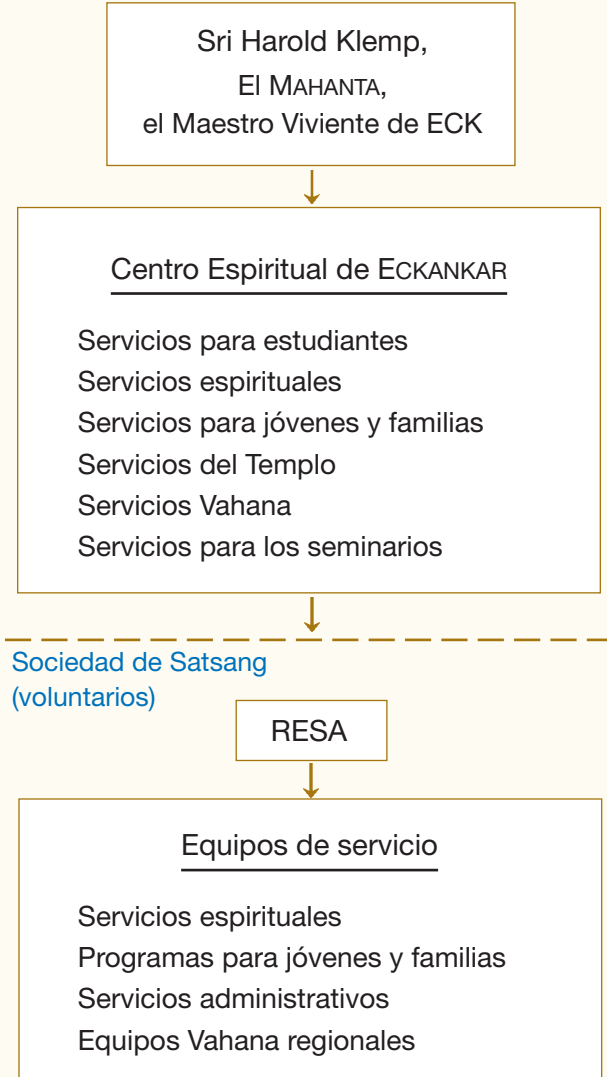 Sri Harold Klemp,
El MAHANTA,
el Maestro Viviente de ECK
Centro Espiritual de ECKANKAR
Servicios para estudiantes
Servicios espirituales
Servicios para jóvenes y familias
Servicios del Templo
Servicios Vahana
Servicios para los seminarios
Sociedad de Satsang
(voluntarios)
RESA
Equipos de servicio
Servicios espirituales
Programas para jóvenes y familias
Servicios administrativos
Equipos Vahana regionales